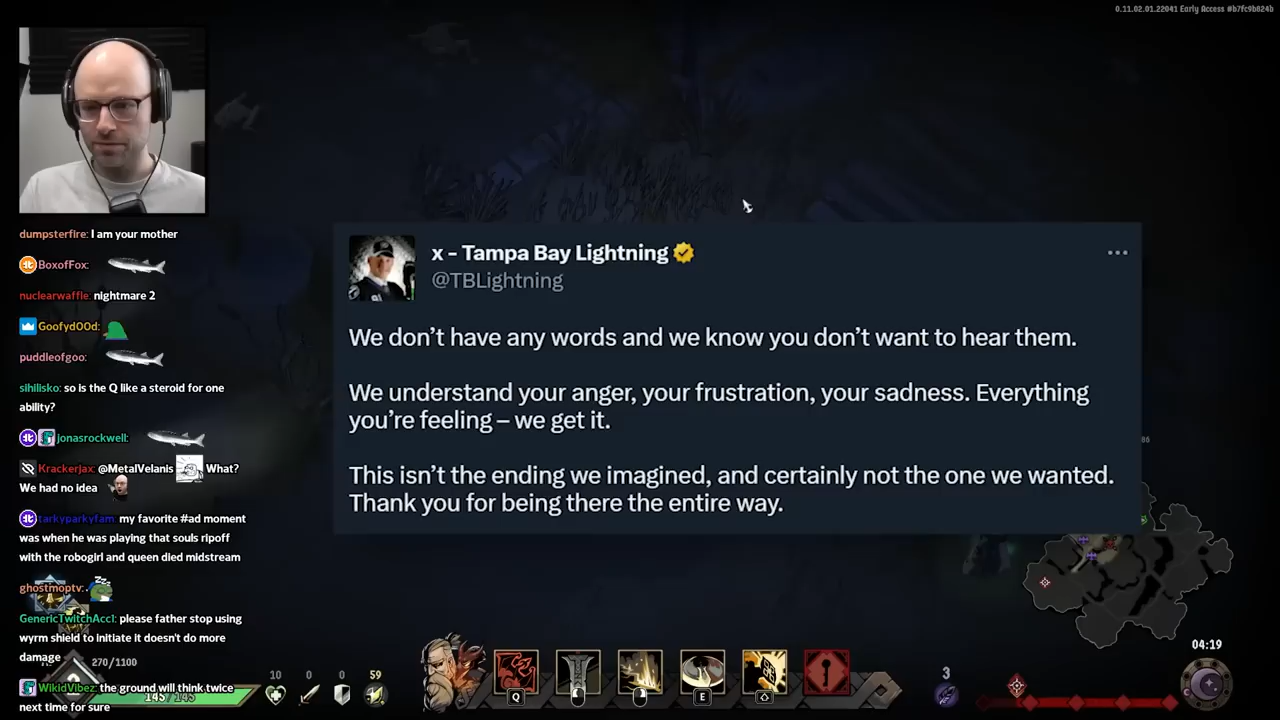 0.11.02.01.22041 Early Access #b7fc9b824b
dumpsterfire: I am your mother
BoxofFox:
nuclearwaffle: nightmare 2
GoofydOOd:
puddleofgoo:
sihilisko: so is the Q like a steroid for one
ability?
jonasrockwell:
Krackerjax: @MetalVelanis What?
We had no idea
tarkyparkyfam: my favorite #ad moment
was when he was playing that souls ripoff
with the robogirl and queen died midstream
ghostmoptv:
GenericTwitchAcc1: please father stop using
wyrm shield to initiate it doesn't do more
damage
WikidVibez: the ground will think twice
next time for sure
x – Tampa Bay Lightning
@TBLightning
We don't have any words and we know you don't want to hear them.
We understand your anger, your frustration, your sadness. Everything
you're feeling – we get it.
This isn't the ending we imagined, and certainly not the one we wanted.
Thank you for being there the entire way.
270/1100
145/145
10 0 0 59
Q E
3
04:19